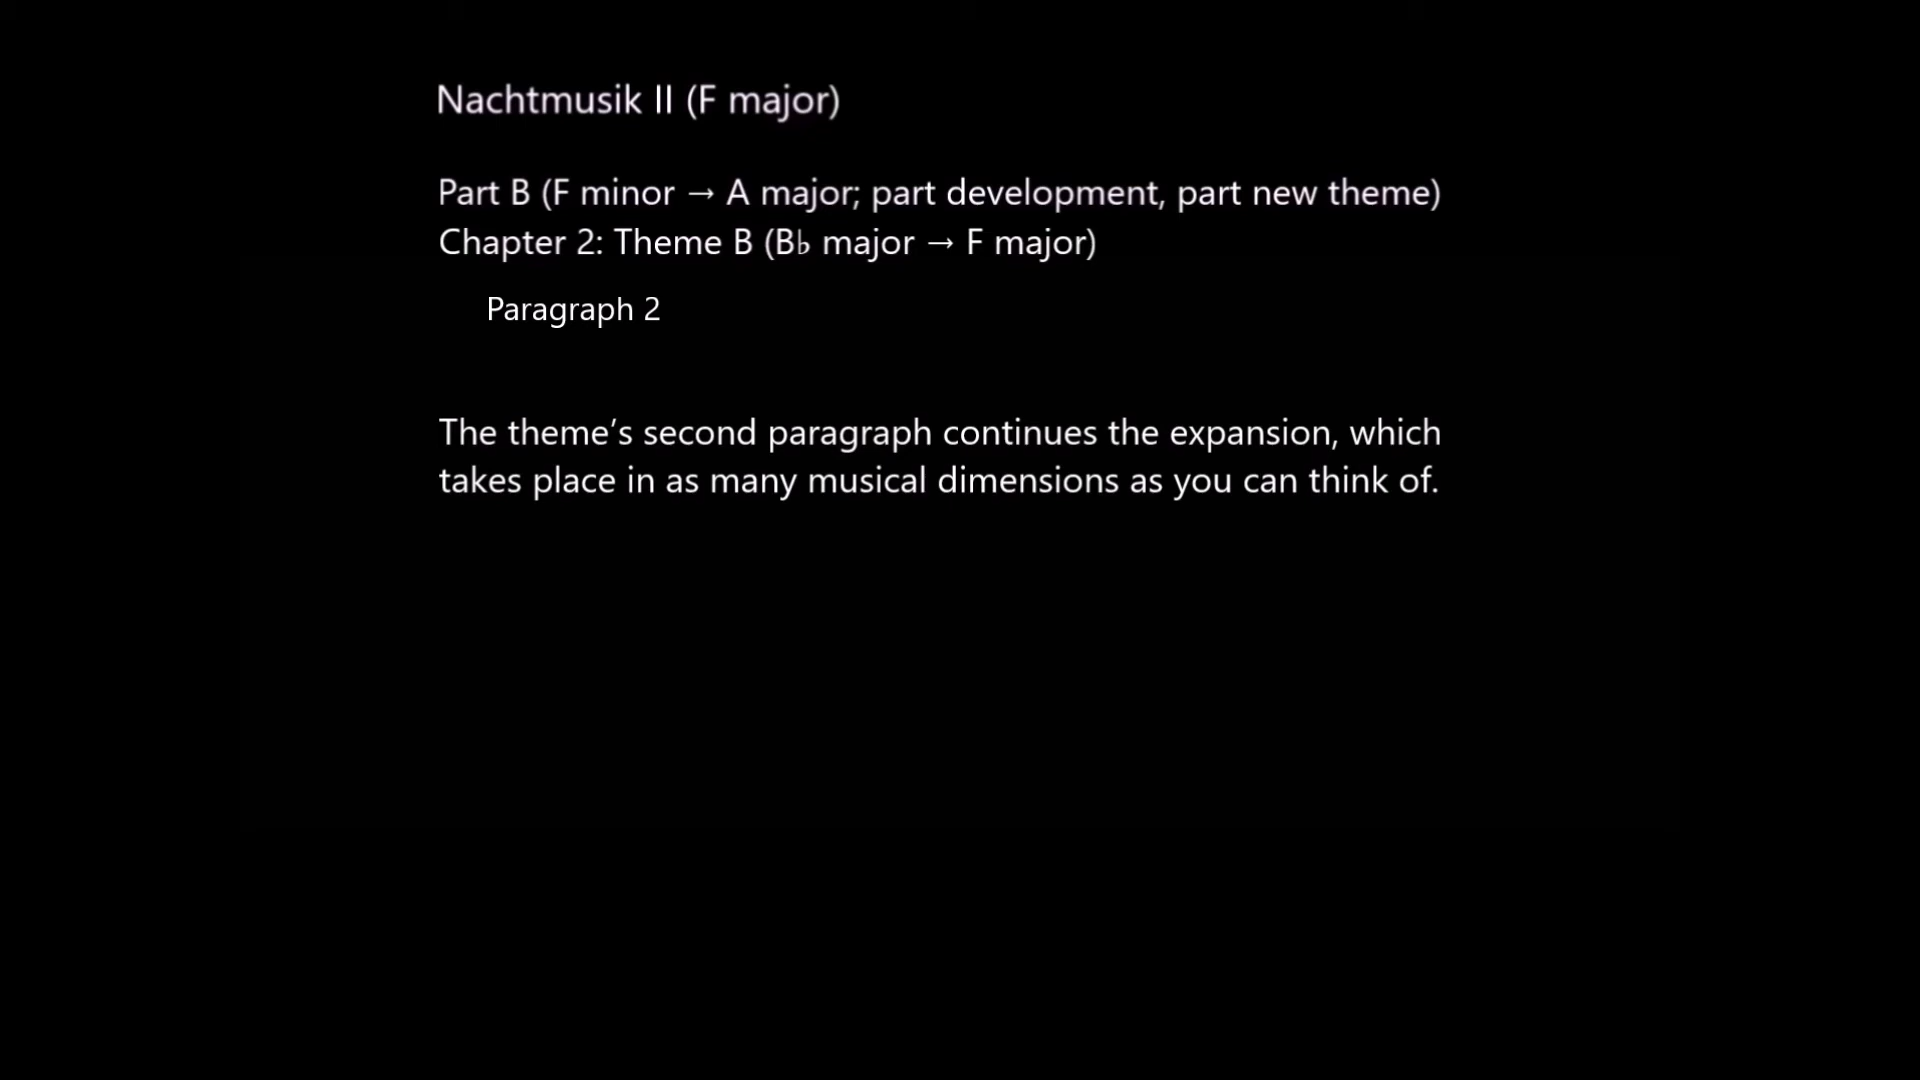 Nachtmusik II (F major)
Part B (F minor → A major; part development, part new theme)
Chapter 2: Theme B (B♭ major → F major)
Paragraph 2
The theme’s second paragraph continues the expansion, which
takes place in as many musical dimensions as you can think of.